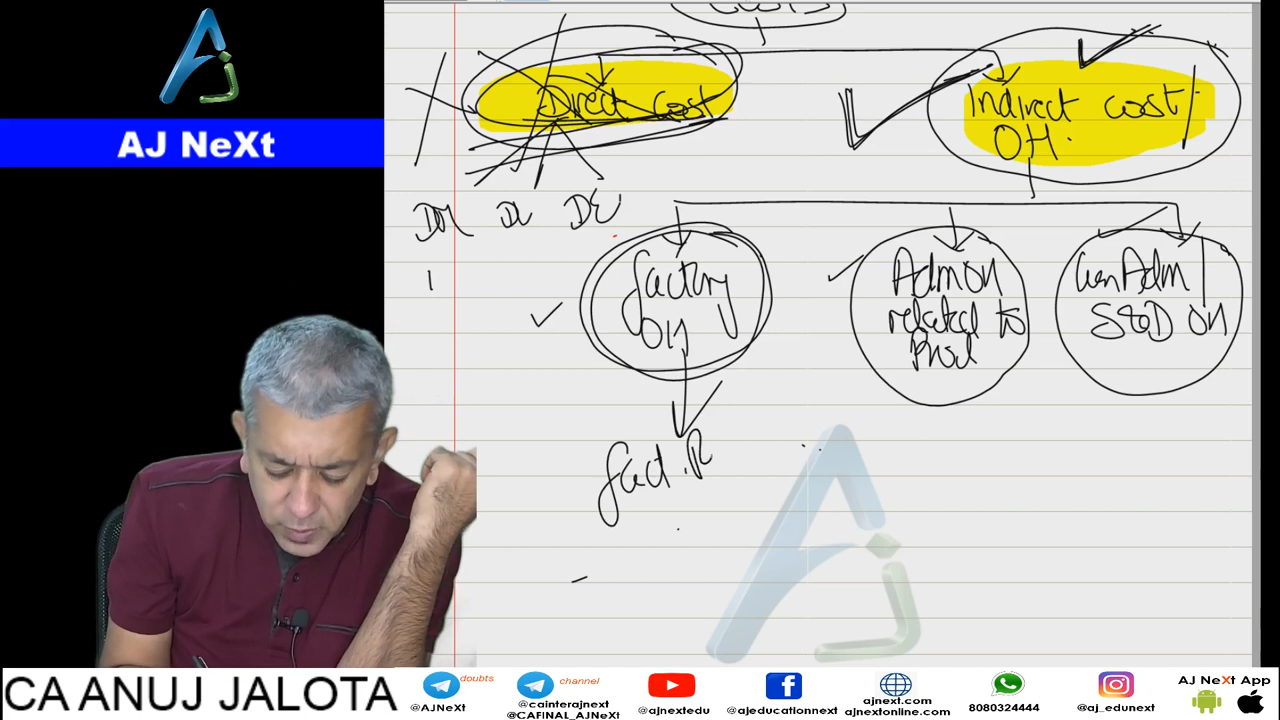 Costs
Direct Cost
Indirect cost/
OH.
DM DL DE
factory
OH
AdmOH
related to
Prod
Gen Adm/
S&D OH
fact.R
AJ NeXt
CA ANUJ JALOTA
doubts
@AJNeXt
channel
@cainterajnext
@CAFINAL_AJNeXt
@ajnextedu
@ajeducationnext
ajnext.com
ajnextonline.com
8080324444
@aj_edunext
AJ NeXt App